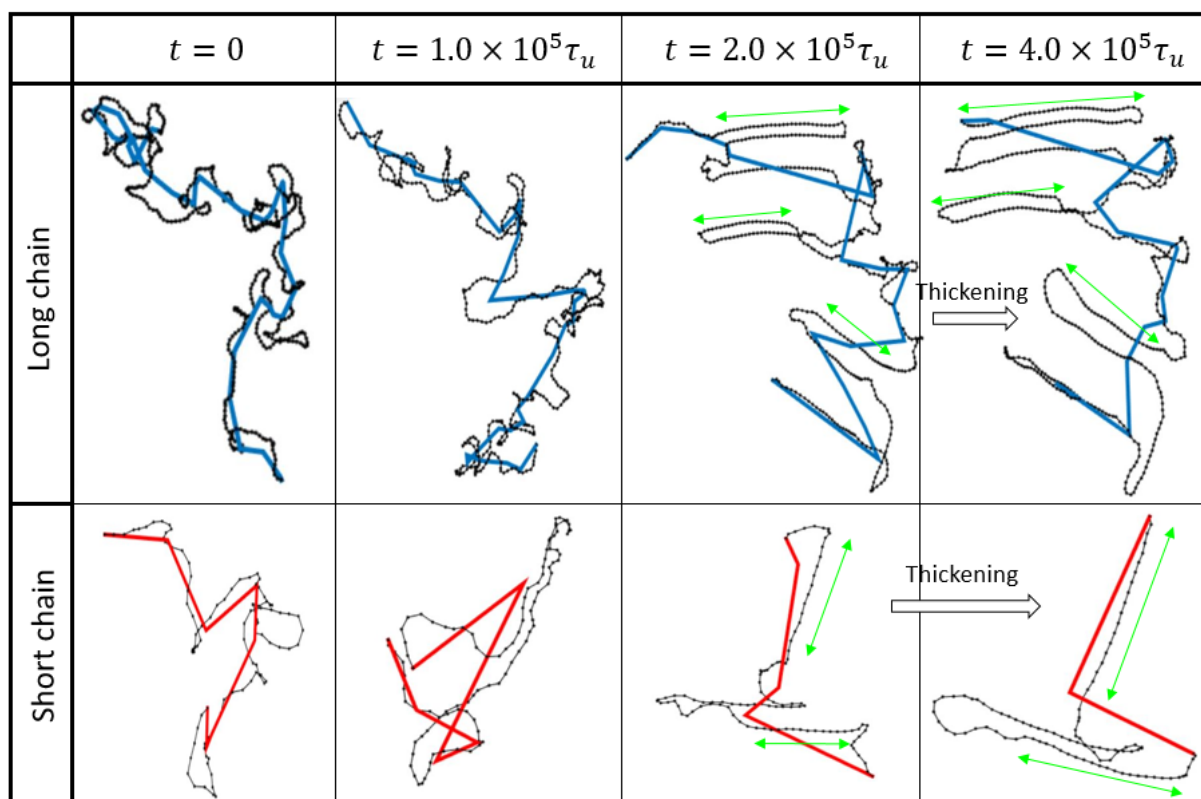 t = 0
t = 1.0 × 10⁵τᵤ
t = 2.0 × 10⁵τᵤ
t = 4.0 × 10⁵τᵤ
Long chain
Thickening
Short chain
Thickening